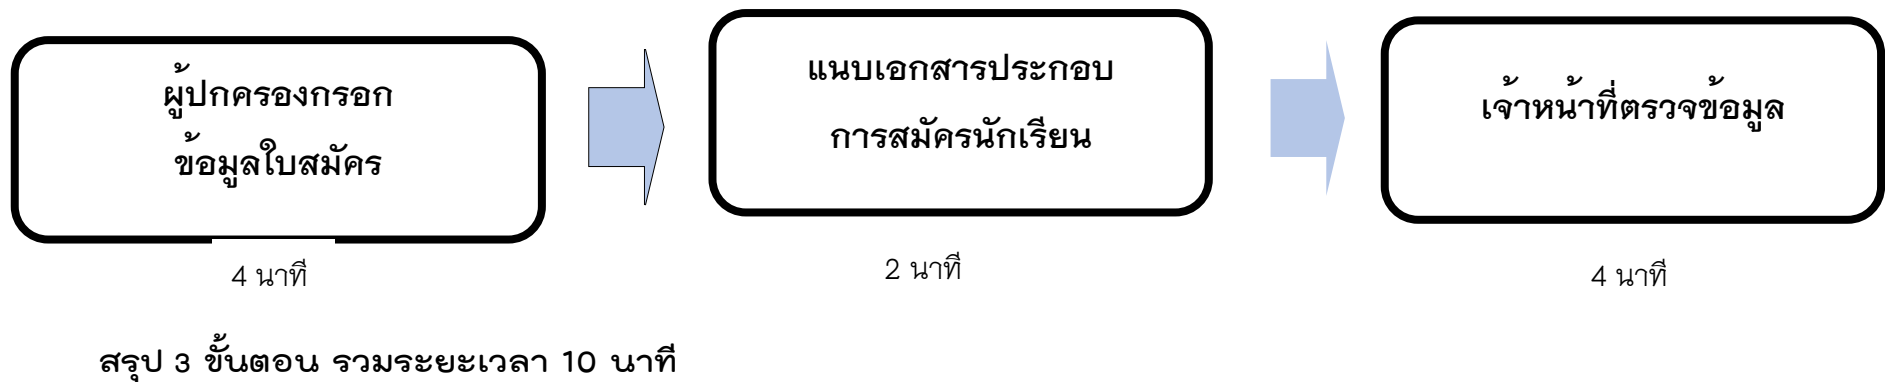 ผู้ปกครองกรอก
ข้อมูลใบสมัคร
4 นาที
แนบเอกสารประกอบ
การสมัครนักเรียน
2 นาที
เจ้าหน้าที่ตรวจข้อมูล
4 นาที
สรุป 3 ขั้นตอน รวมระยะเวลา 10 นาที